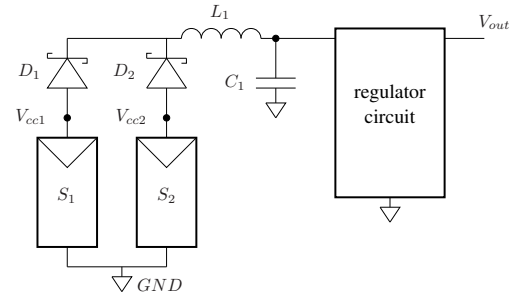 L1
Vout
D1
D2
C1
regulator
circuit
Vcc1
Vcc2
S1
S2
GND